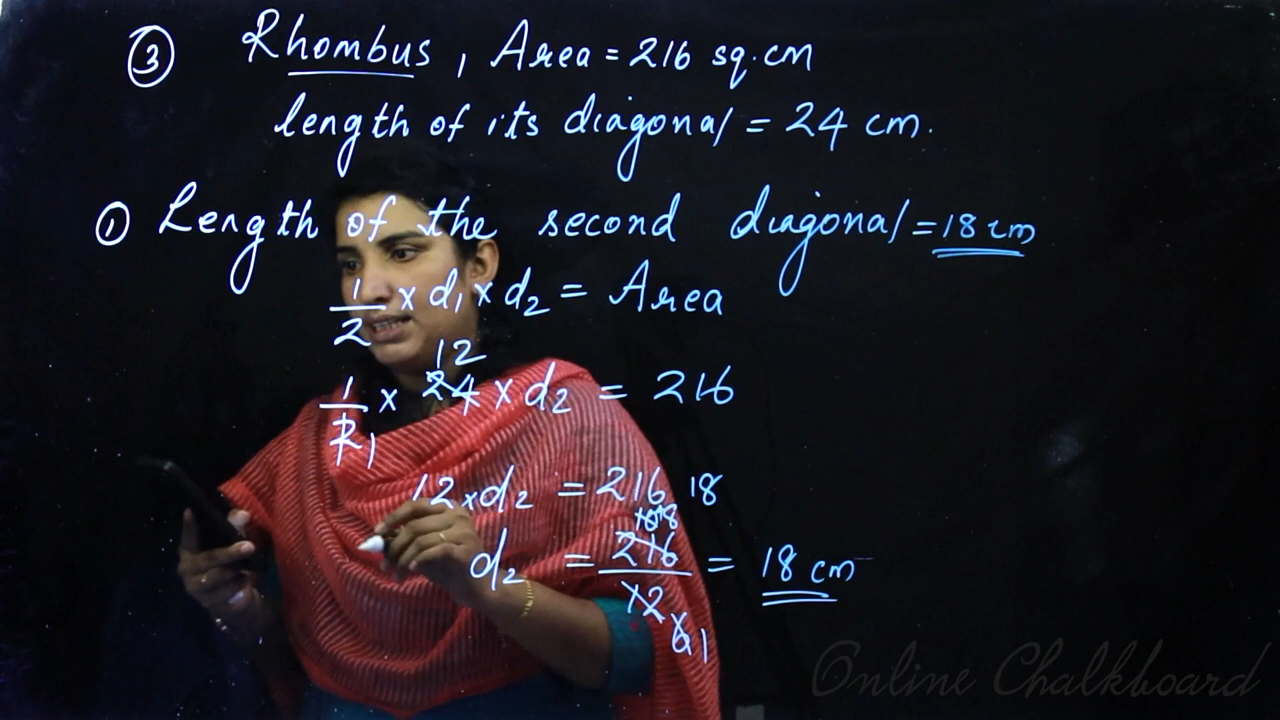 ③ Rhombus, Area = 216 sq.cm
length of its diagonal = 24 cm.
① Length of the second diagonal = 18 cm
1/2 × d₁ × d₂ = Area
12
1/2 1 × 24 × d₂ = 216
12 × d₂ = 216 18
108
d₂ = 216/12 = 18 cm
6 1
Online Chalkboard